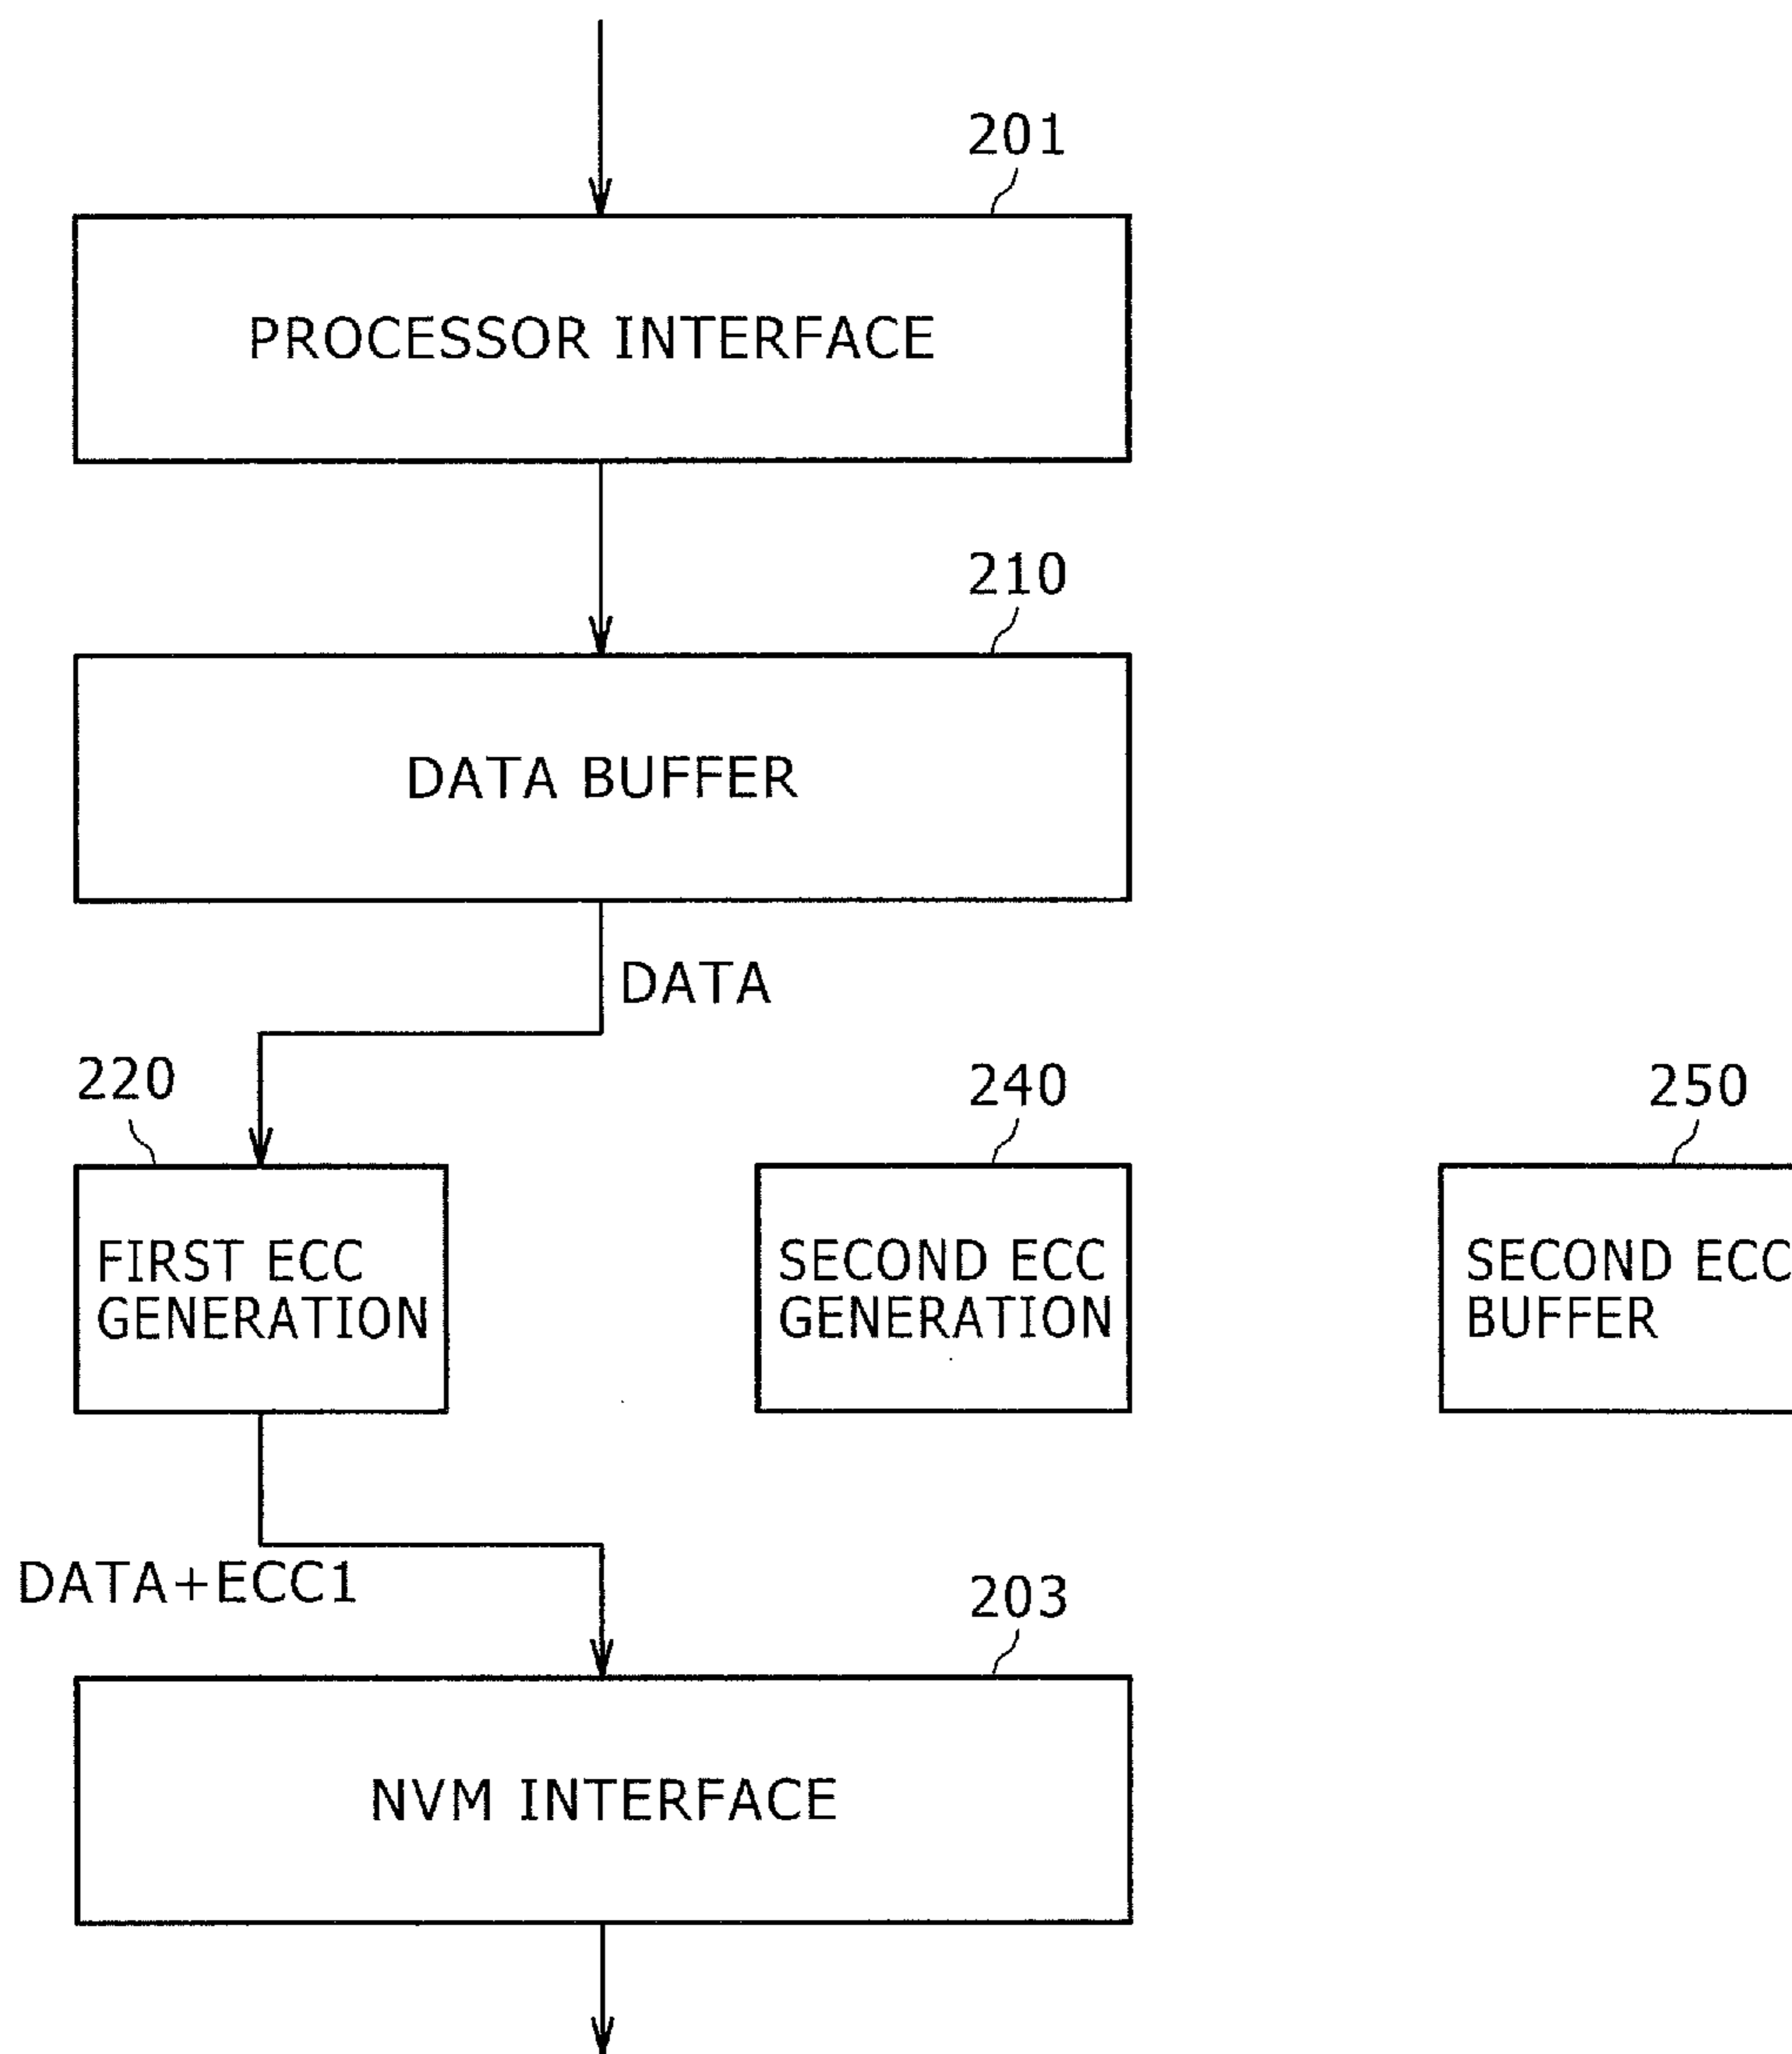 201
PROCESSOR INTERFACE
210
DATA BUFFER
DATA
220
240
250
FIRST ECC
GENERATION
SECOND ECC
GENERATION
SECOND ECC
BUFFER
DATA+ECC1
203
NVM INTERFACE